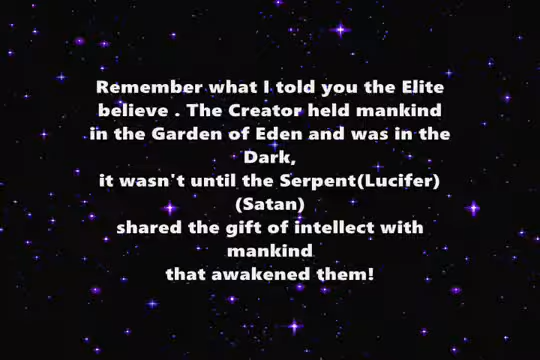 Remember what I told you the Elite
believe . The Creator held mankind
in the Garden of Eden and was in the
Dark,
it wasn't until the Serpent(Lucifer)
(Satan)
shared the gift of intellect with
mankind
that awakened them!